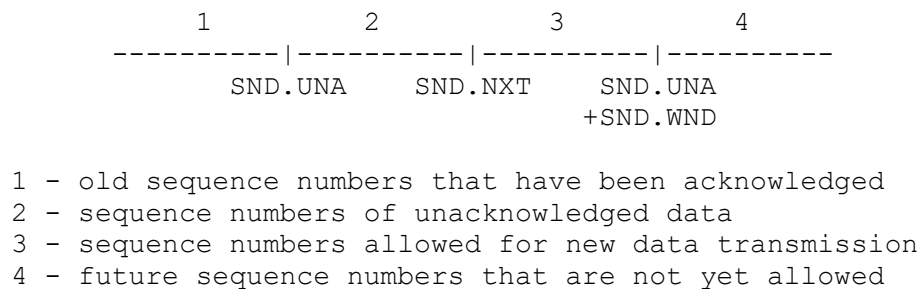 1 2 3 4
----------|----------|----------|----------
SND.UNA SND.NXT SND.UNA
+SND.WND
1 - old sequence numbers that have been acknowledged
2 - sequence numbers of unacknowledged data
3 - sequence numbers allowed for new data transmission
4 - future sequence numbers that are not yet allowed